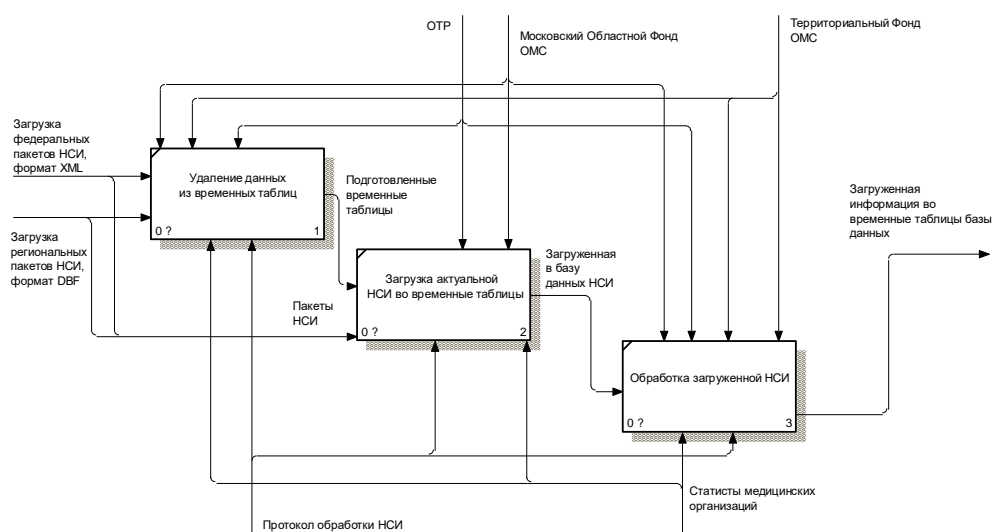 ОТР
Московский Областной Фонд
ОМС
Территориальный Фонд
ОМС
Загрузка
федеральных
пакетов НСИ,
формат XML
Удаление данных
из временных таблиц
0 ?
1
Подготовленные
временные
таблицы
Загрузка
региональных
пакетов НСИ,
формат DBF
Пакеты
НСИ
Загрузка актуальной
НСИ во временные таблицы
0 ?
2
Загруженная
в базу
данных НСИ
Загруженная
информация во
временные таблицы базы
данных
Обработка загруженной НСИ
0 ?
3
Статисты медицинских
организаций
Протокол обработки НСИ